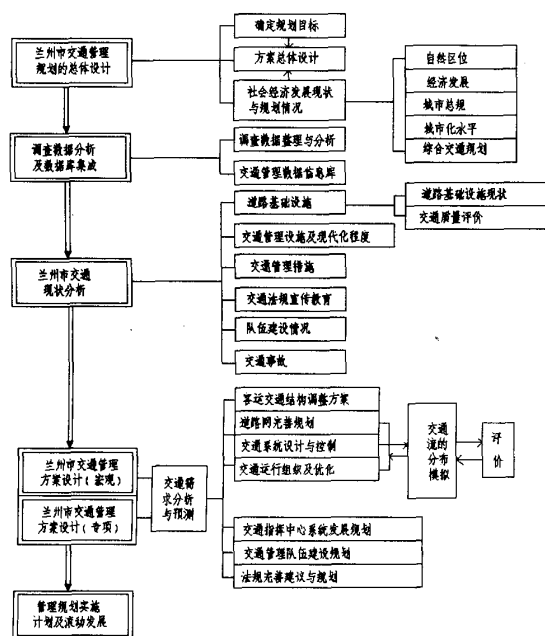 确定规划目标
兰州市交通管理
规划的总体设计
方案总体设计
社会经济发展现状
与规划情况
自然区位
经济发展
城市总规
城市化水平
综合交通规划
调查数据分析
及数据库集成
调查数据整理与分析
交通管理数据信息库
道路基础设施
道路基础设施现状
交通质量评价
交通管理设施及现代化程度
兰州市交通
现状分析
交通管理措施
交通法规宣传教育
队伍建设情况
交通事故
客运交通结构调整方案
道路网完善规划
交通系统设计与控制
交通运行组织及优化
交通
流的
分布
模拟
评
价
兰州市交通管理
方案设计(宏观)
兰州市交通管理
方案设计(专项)
交通需
求分析
与预测
交通指挥中心系统发展规划
交通管理队伍建设规划
法规完善建议与规划
管理规划实施
计划及滚动发展